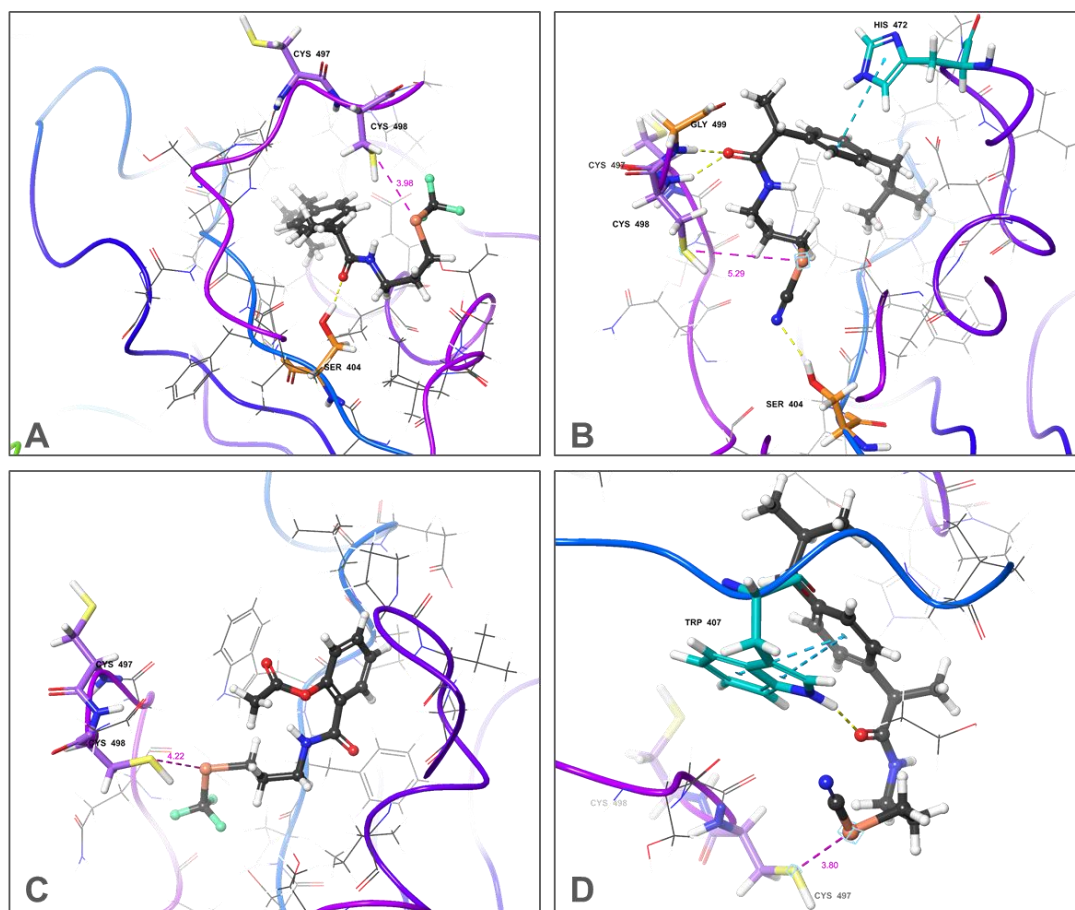 CYS 497
CYS 498
3.98
SER 404
A
HIS 472
GLY 499
CYS 497
CYS 498
5.29
SER 404
B
CYS 497
CYS 498
4.22
C
TRP 407
CYS 498
3.80
CYS 497
D